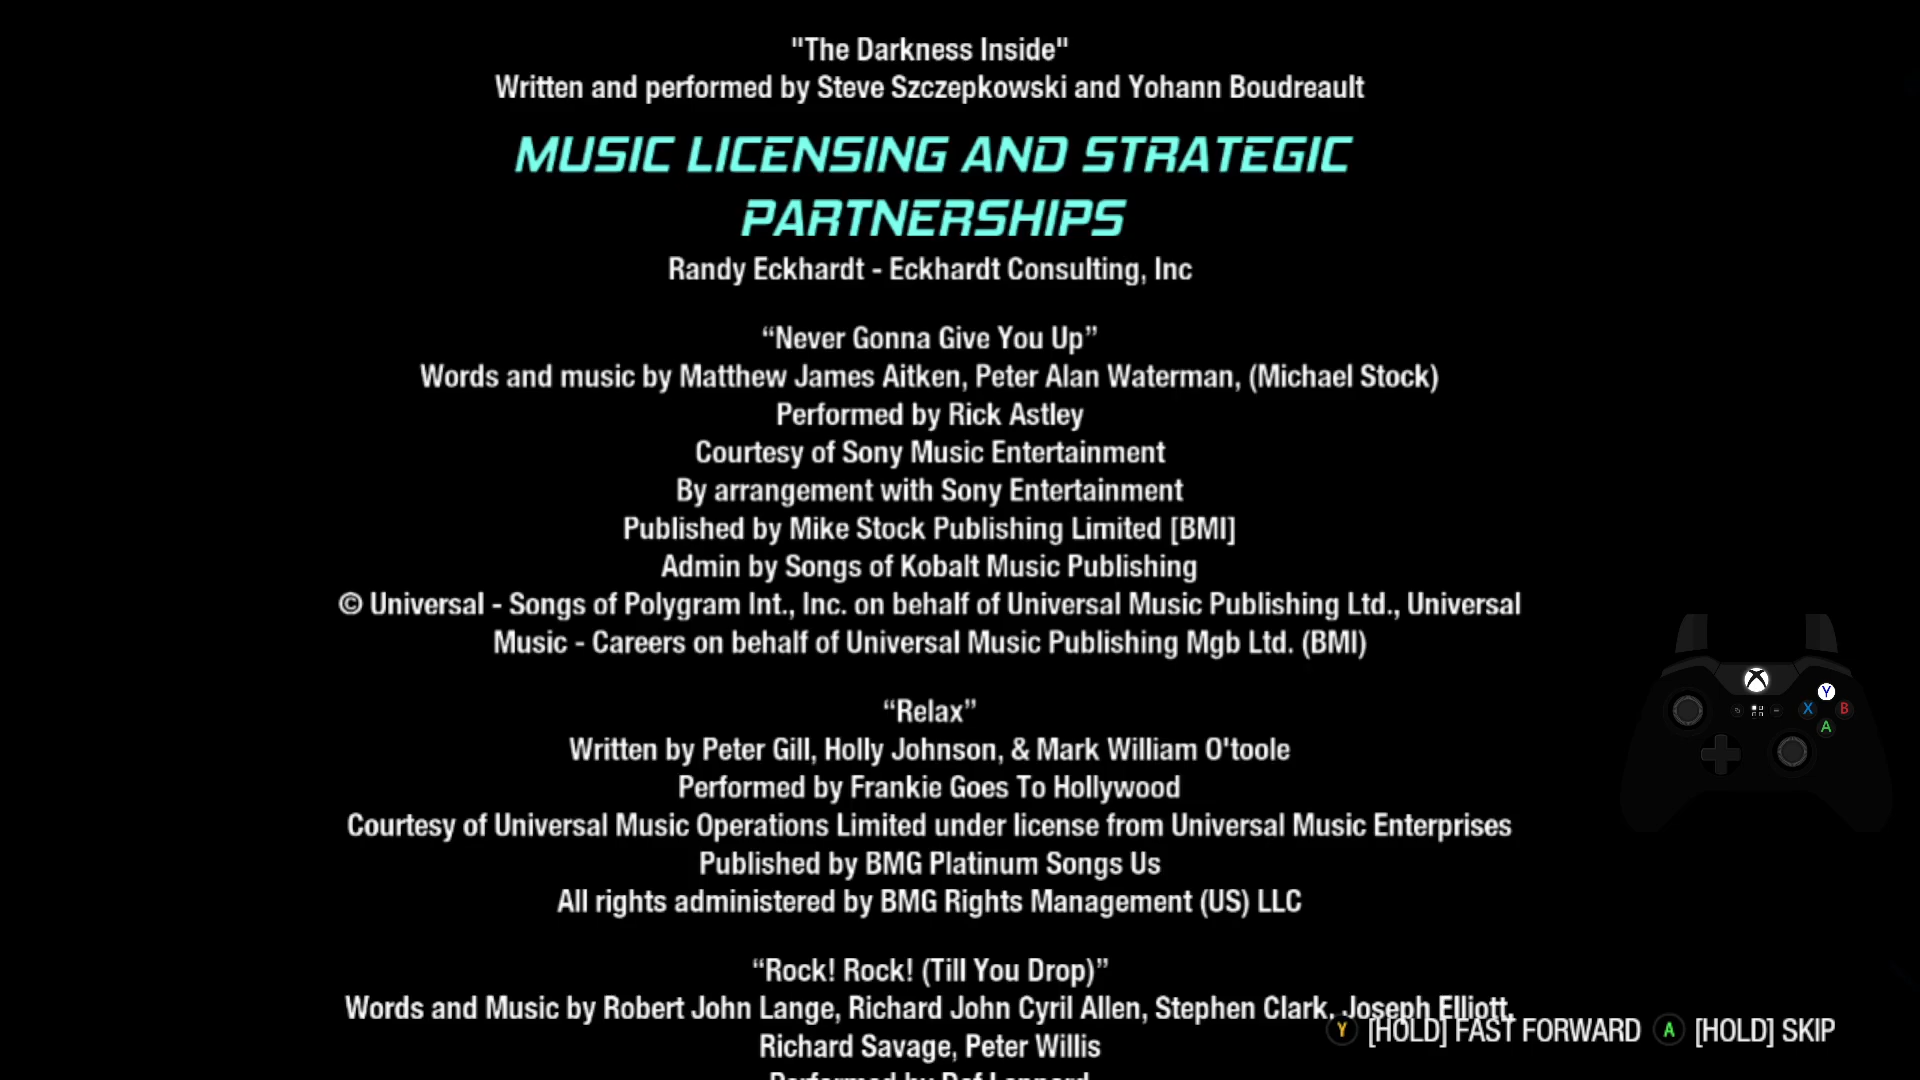 "The Darkness Inside"
Written and performed by Steve Szczepkowski and Yohann Boudreault
MUSIC LICENSING AND STRATEGIC
PARTNERSHIPS
Randy Eckhardt - Eckhardt Consulting, Inc
“Never Gonna Give You Up”
Words and music by Matthew James Aitken, Peter Alan Waterman, (Michael Stock)
Performed by Rick Astley
Courtesy of Sony Music Entertainment
By arrangement with Sony Entertainment
Published by Mike Stock Publishing Limited [BMI]
Admin by Songs of Kobalt Music Publishing
© Universal - Songs of Polygram Int., Inc. on behalf of Universal Music Publishing Ltd., Universal
Music - Careers on behalf of Universal Music Publishing Mgb Ltd. (BMI)
Y
X B
A
“Relax”
Written by Peter Gill, Holly Johnson, & Mark William O'toole
Performed by Frankie Goes To Hollywood
Courtesy of Universal Music Operations Limited under license from Universal Music Enterprises
Published by BMG Platinum Songs Us
All rights administered by BMG Rights Management (US) LLC
“Rock! Rock! (Till You Drop)”
Words and Music by Robert John Lange, Richard John Cyril Allen, Stephen Clark, Joseph Elliott,
Richard Savage, Peter Willis
Performed by Def Leppard
Y [HOLD] FAST FORWARD A [HOLD] SKIP